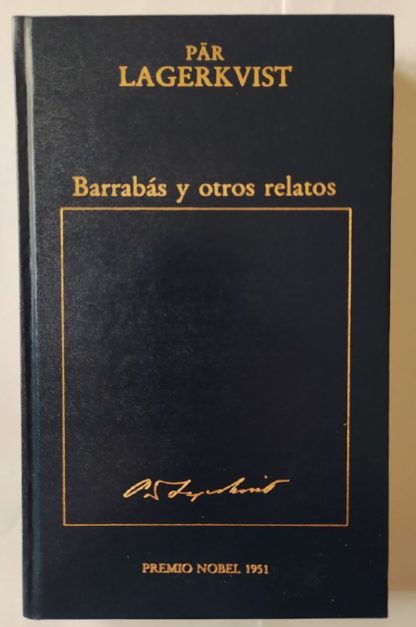 PÄR
LAGERKVIST
Barrabás y otros relatos
PREMIO NOBEL 1951